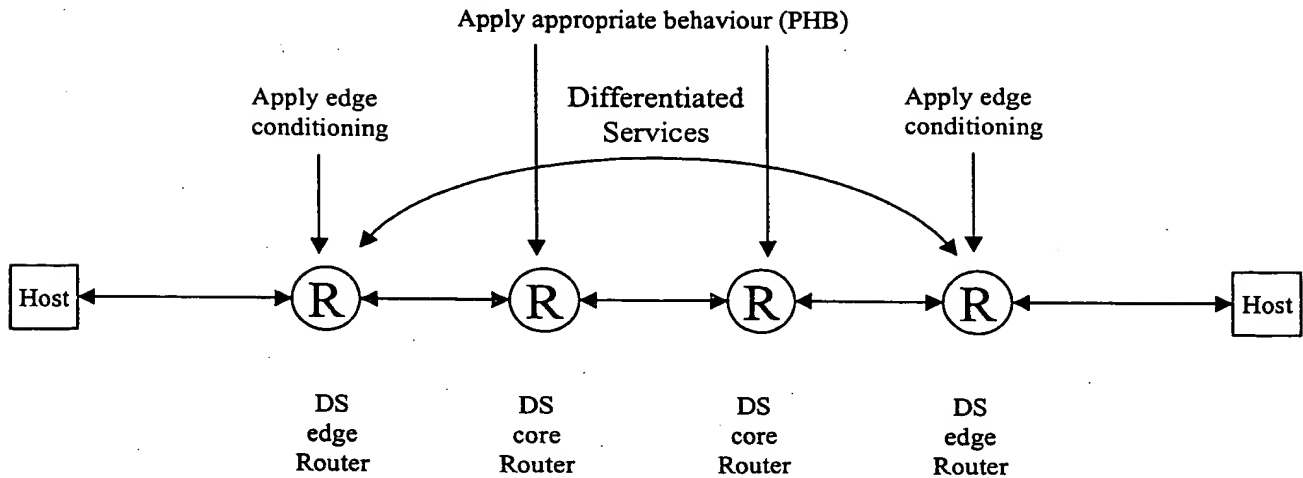 Apply appropriate behaviour (PHB)
Apply edge
conditioning
Differentiated
Services
Apply edge
conditioning
Host
R
R
R
R
Host
DS
edge
Router
DS
core
Router
DS
core
Router
DS
edge
Router